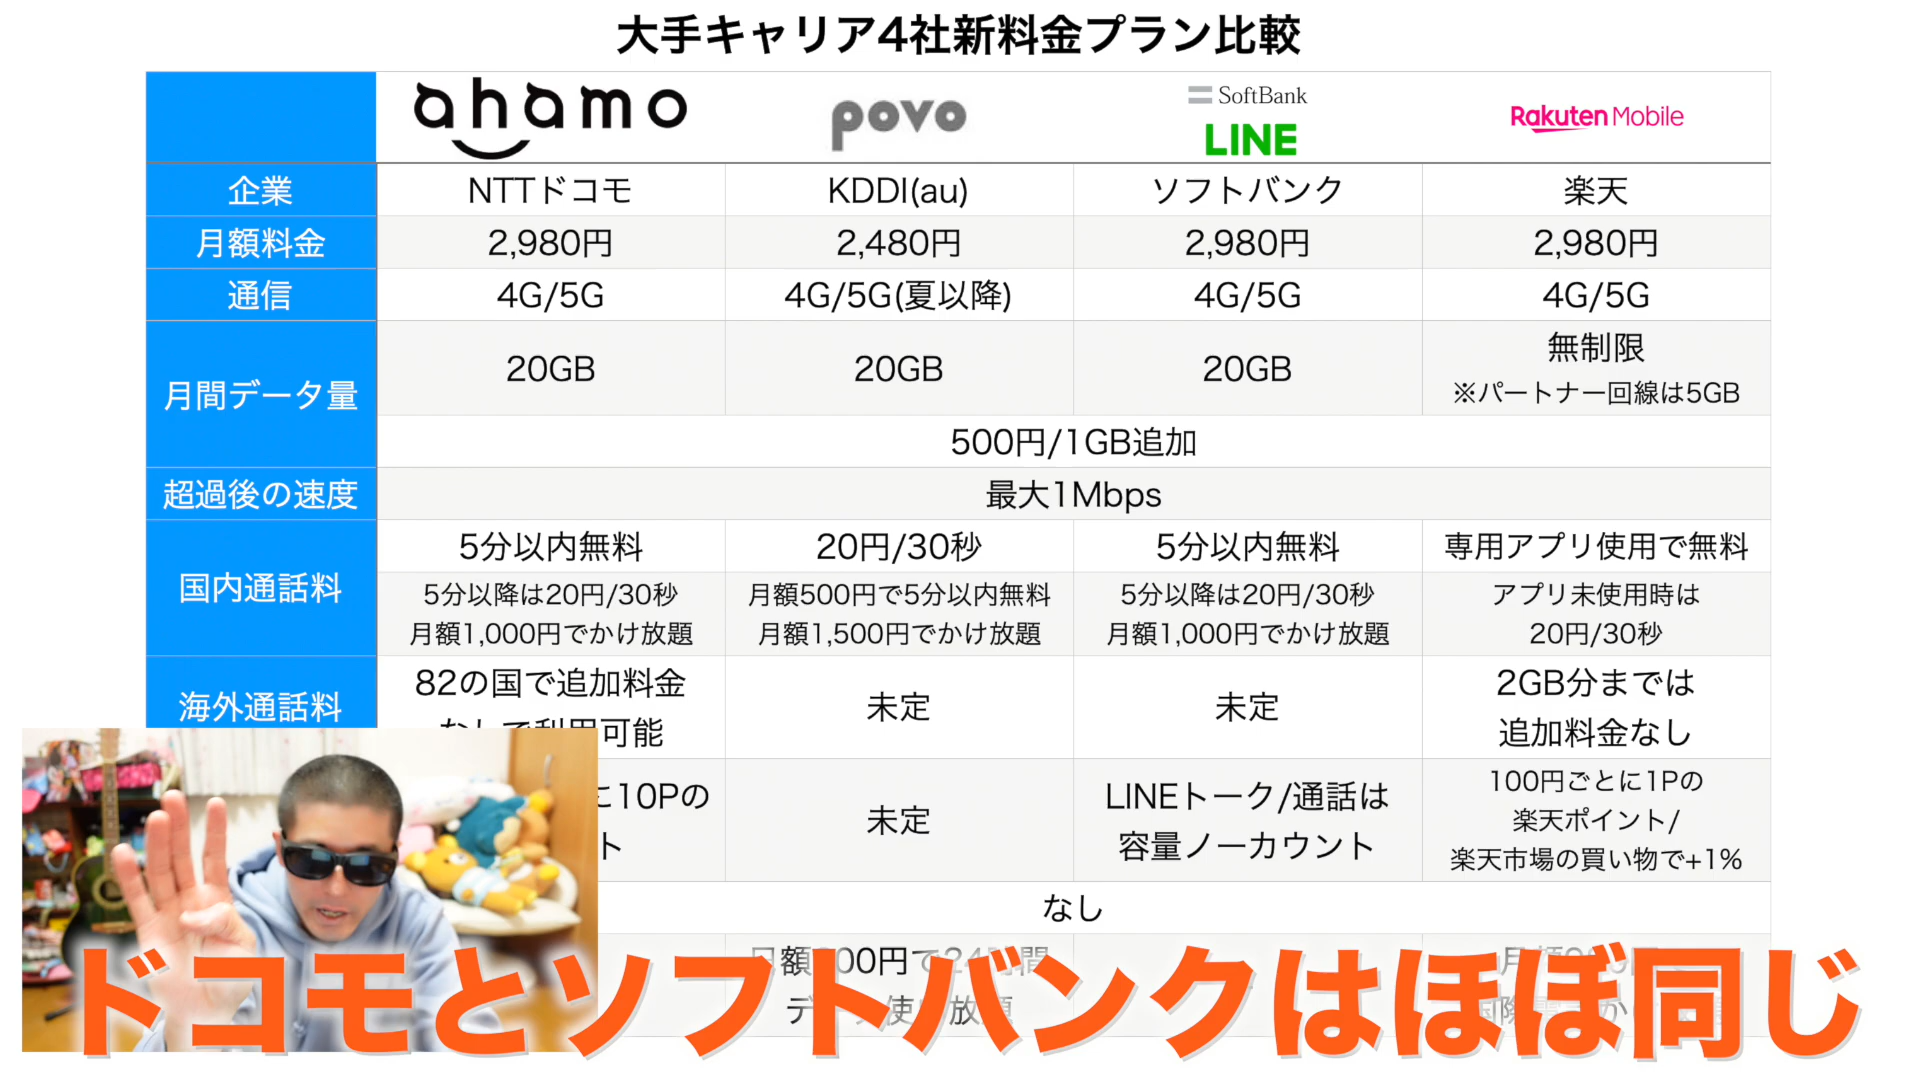 大手キャリア4社新料金プラン比較
ahamo
povo
SoftBank
LINE
Rakuten Mobile
企業
NTTドコモ
KDDI(au)
ソフトバンク
楽天
月額料金
2,980円
2,480円
2,980円
2,980円
通信
4G/5G
4G/5G(夏以降)
4G/5G
4G/5G
月間データ量
20GB
20GB
20GB
無制限
※パートナー回線は5GB
500円/1GB追加
超過後の速度
最大1Mbps
国内通話料
5分以内無料
20円/30秒
5分以内無料
専用アプリ使用で無料
5分以降は20円/30秒
月額1,000円でかけ放題
月額500円で5分以内無料
月額1,500円でかけ放題
5分以降は20円/30秒
月額1,000円でかけ放題
アプリ未使用時は
20円/30秒
海外通話料
82の国で追加料金
なしで利用可能
未定
未定
2GB分までは
追加料金なし
に10Pの
ト
未定
LINEトーク/通話は
容量ノーカウント
100円ごとに1Pの
楽天ポイント/
楽天市場の買い物で+1%
なし
ドコモとソフトバンクはほぼ同じ